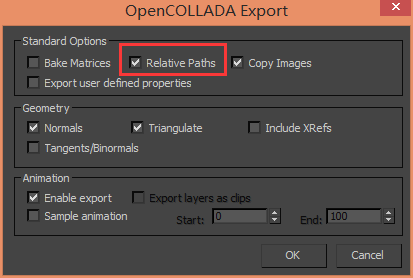 OpenCOLLADA Export
Standard Options
Bake Matrices Relative Paths Copy Images
Export user defined properties
Geometry
Normals Triangulate Include XRefs
Tangents/Binormals
Animation
Enable export Export layers as clips
Sample animation Start: 0 End: 100
OK Cancel